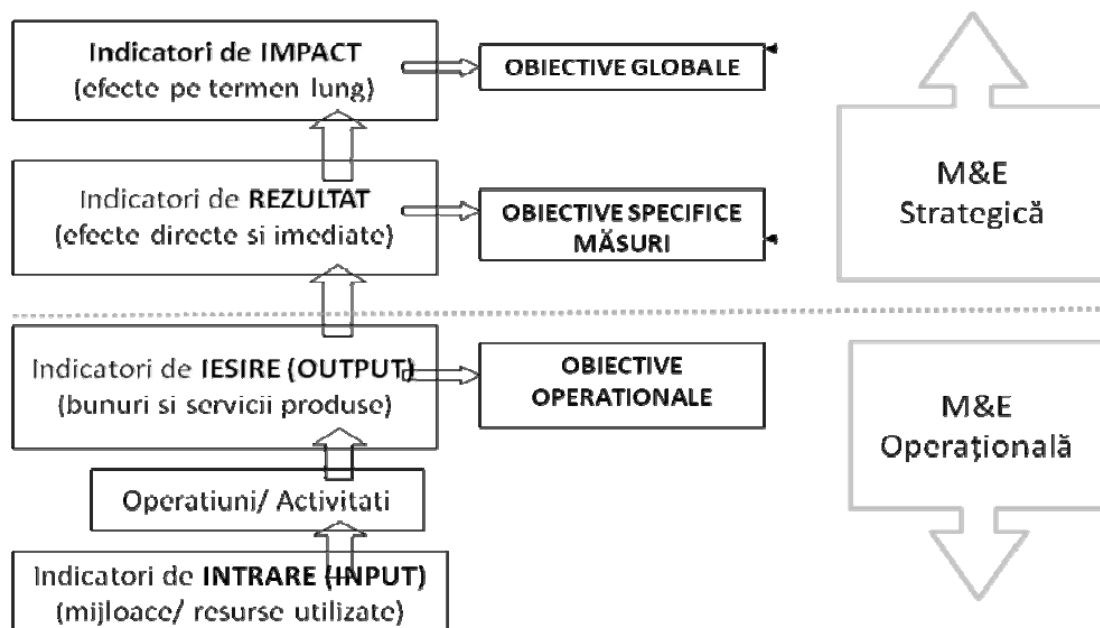 Indicatori de IMPACT
(efecte pe termen lung)
OBIECTIVE GLOBALE
Indicatori de REZULTAT
(efecte directe si imediate)
OBIECTIVE SPECIFICE
MĂSURI
M&E
Strategică
Indicatori de IESIRE (OUTPUT)
(bunuri si servicii produse)
OBIECTIVE
OPERATIONALE
M&E
Operațională
Operatiuni/ Activitati
Indicatori de INTRARE (INPUT)
(mijloace/ resurse utilizate)